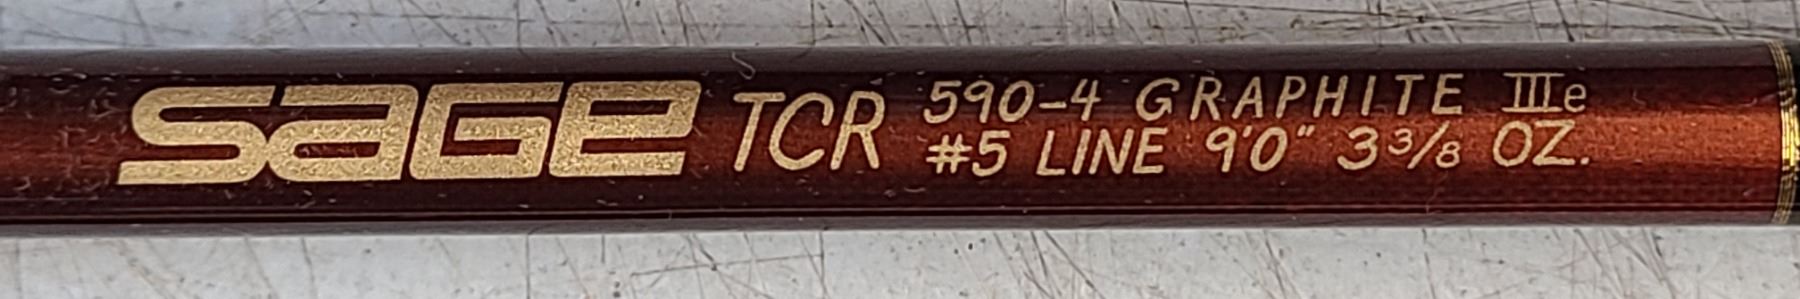 sage TCR
590-4 GRAPHITE IIIe
#5 LINE 9'0" 3 3/8 OZ.